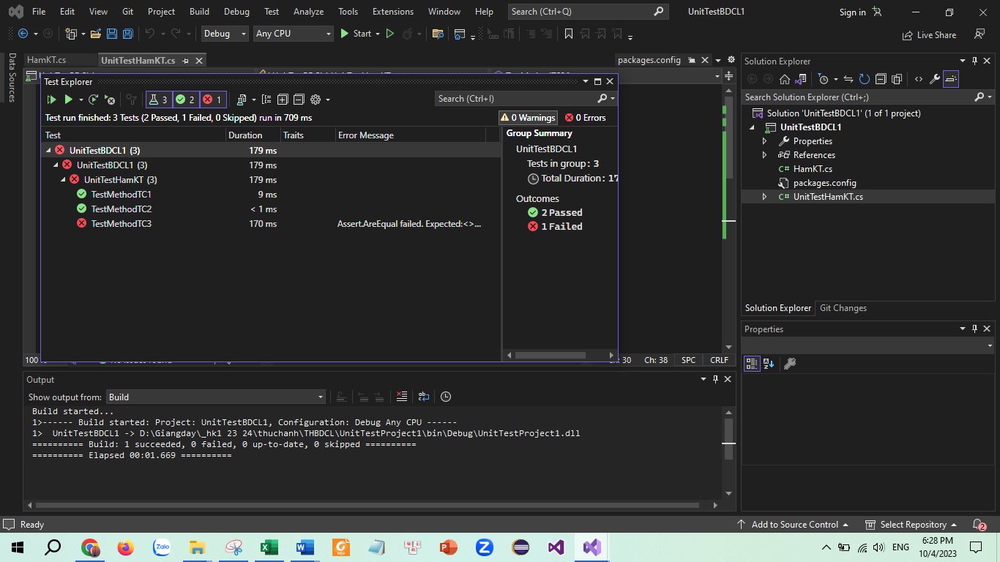 File Edit View Git Project Build Debug Test Analyze Tools Extensions Window Help Search (Ctrl+Q) UnitTestBDCL1 Sign in
Debug Any CPU Start Live Share
Data Sources
HamKT.cs UnitTestHamKT.cs packages.config
Test Explorer
3 2 1 Search (Ctrl+I)
Test run finished: 3 Tests (2 Passed, 1 Failed, 0 Skipped) run in 709 ms 0 Warnings 0 Errors
Test Duration Traits Error Message
UnitTestBDCL1 (3) 179 ms
UnitTestBDCL1 (3) 179 ms
UnitTestHamKT (3) 179 ms
TestMethodTC1 9 ms
TestMethodTC2 < 1 ms
TestMethodTC3 170 ms Assert.AreEqual failed. Expected:<>...
Group Summary
UnitTestBDCL1
Tests in group: 3
Total Duration: 17
Outcomes
2 Passed
1 Failed
Ch: 38 SPC CRLF
Solution Explorer
Search Solution Explorer (Ctrl+;)
Solution 'UnitTestBDCL1' (1 of 1 project)
UnitTestBDCL1
Properties
References
C# HamKT.cs
packages.config
C# UnitTestHamKT.cs
Solution Explorer Git Changes
Properties
Output
Show output from: Build
Build started...
1>------ Build started: Project: UnitTestBDCL1, Configuration: Debug Any CPU ------
1> UnitTestBDCL1 -> D:\Giangday\_hk1 23 24\thuchanh\THBDCL\UnitTestProject1\bin\Debug\UnitTestProject1.dll
========== Build: 1 succeeded, 0 failed, 0 up-to-date, 0 skipped ==========
========== Elapsed 00:01.669 ==========
Ready Add to Source Control Select Repository 2
Zalo PDF ENG 6:28 PM
10/4/2023